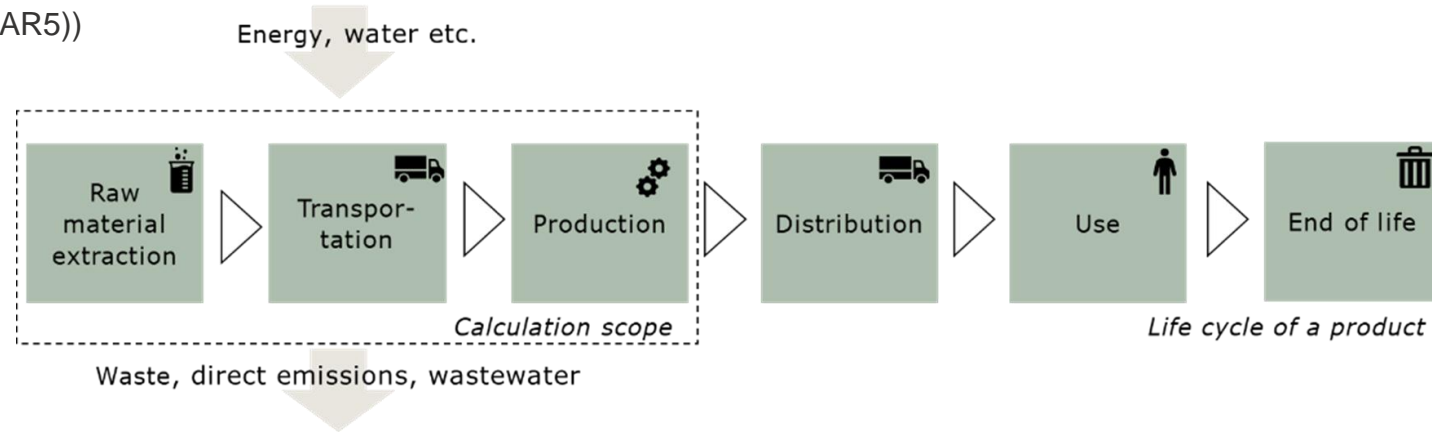 AR5))
Energy, water etc.
Raw
material
extraction
Transpor-
tation
Production
Distribution
Use
End of life
Calculation scope
Life cycle of a product
Waste, direct emissions, wastewater